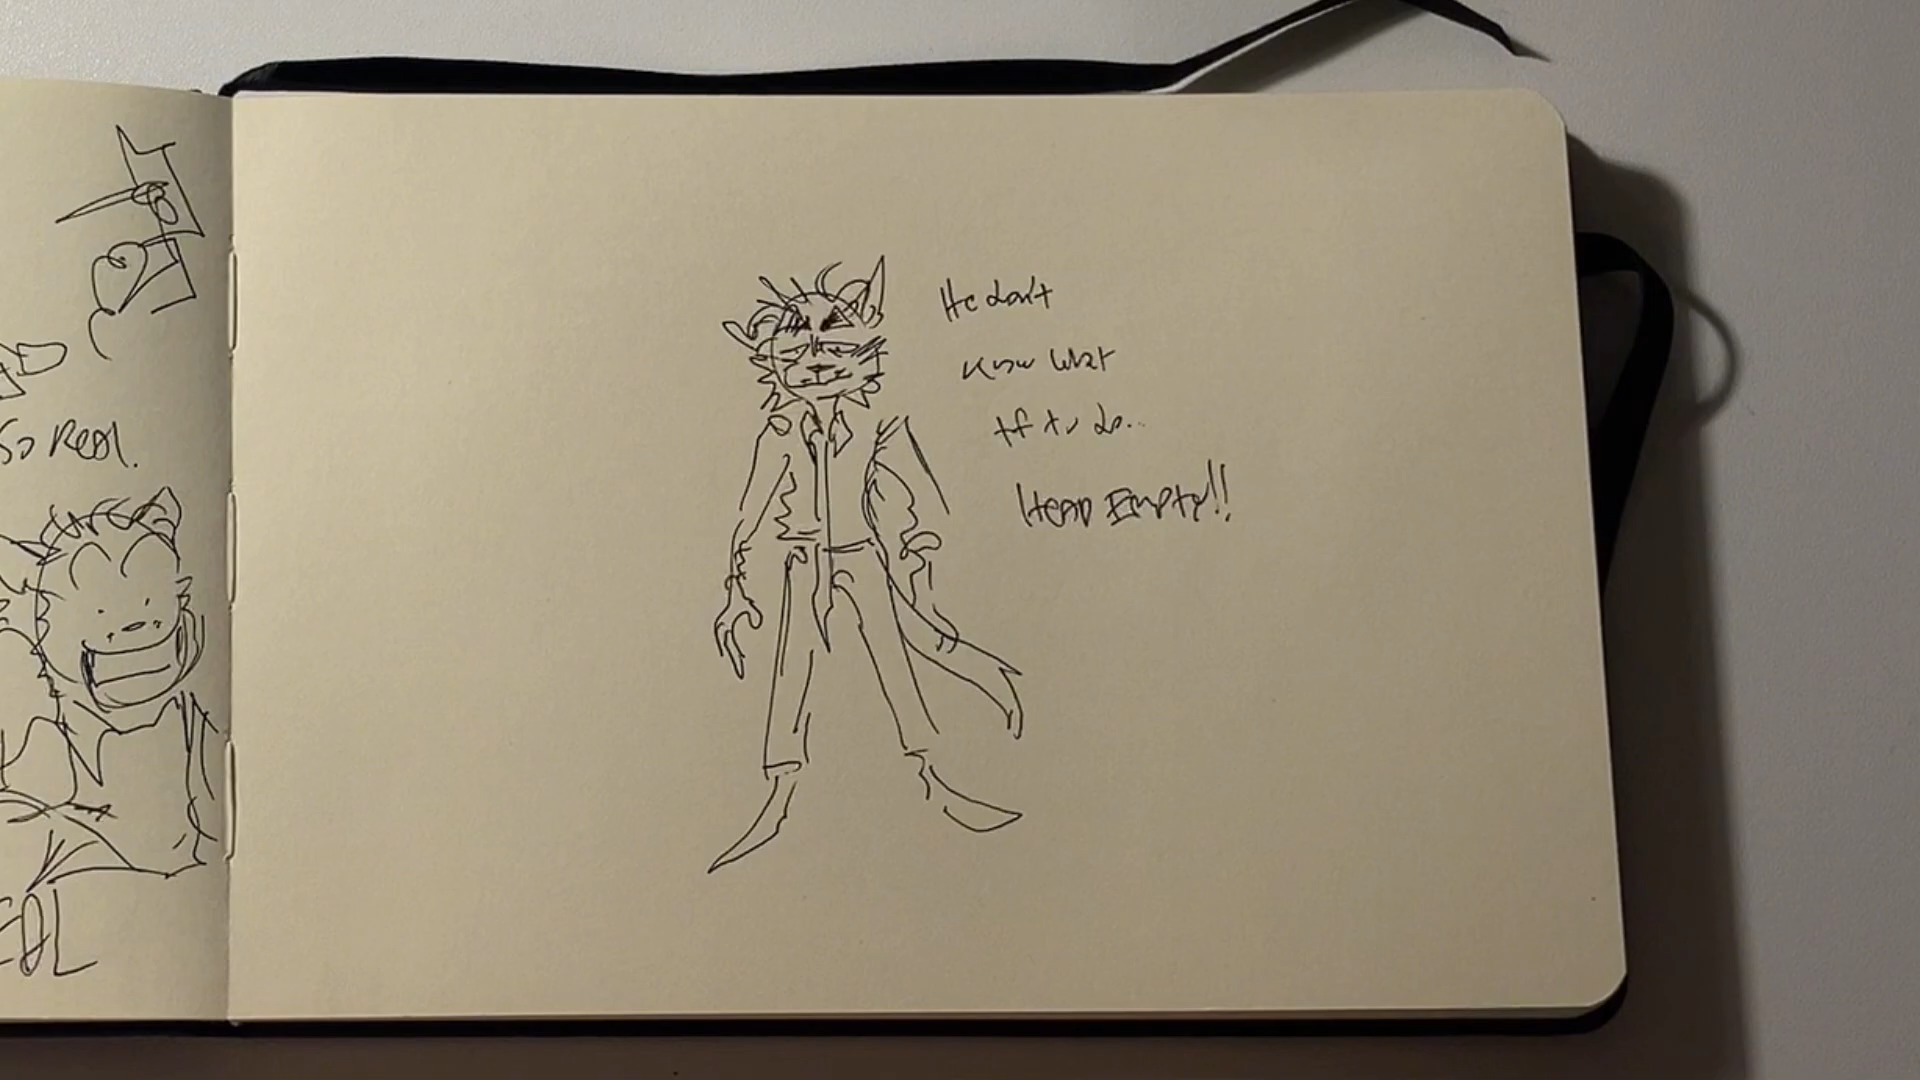 So Real.
He don't
know what
tf to do..
HEAD EMPTY!!